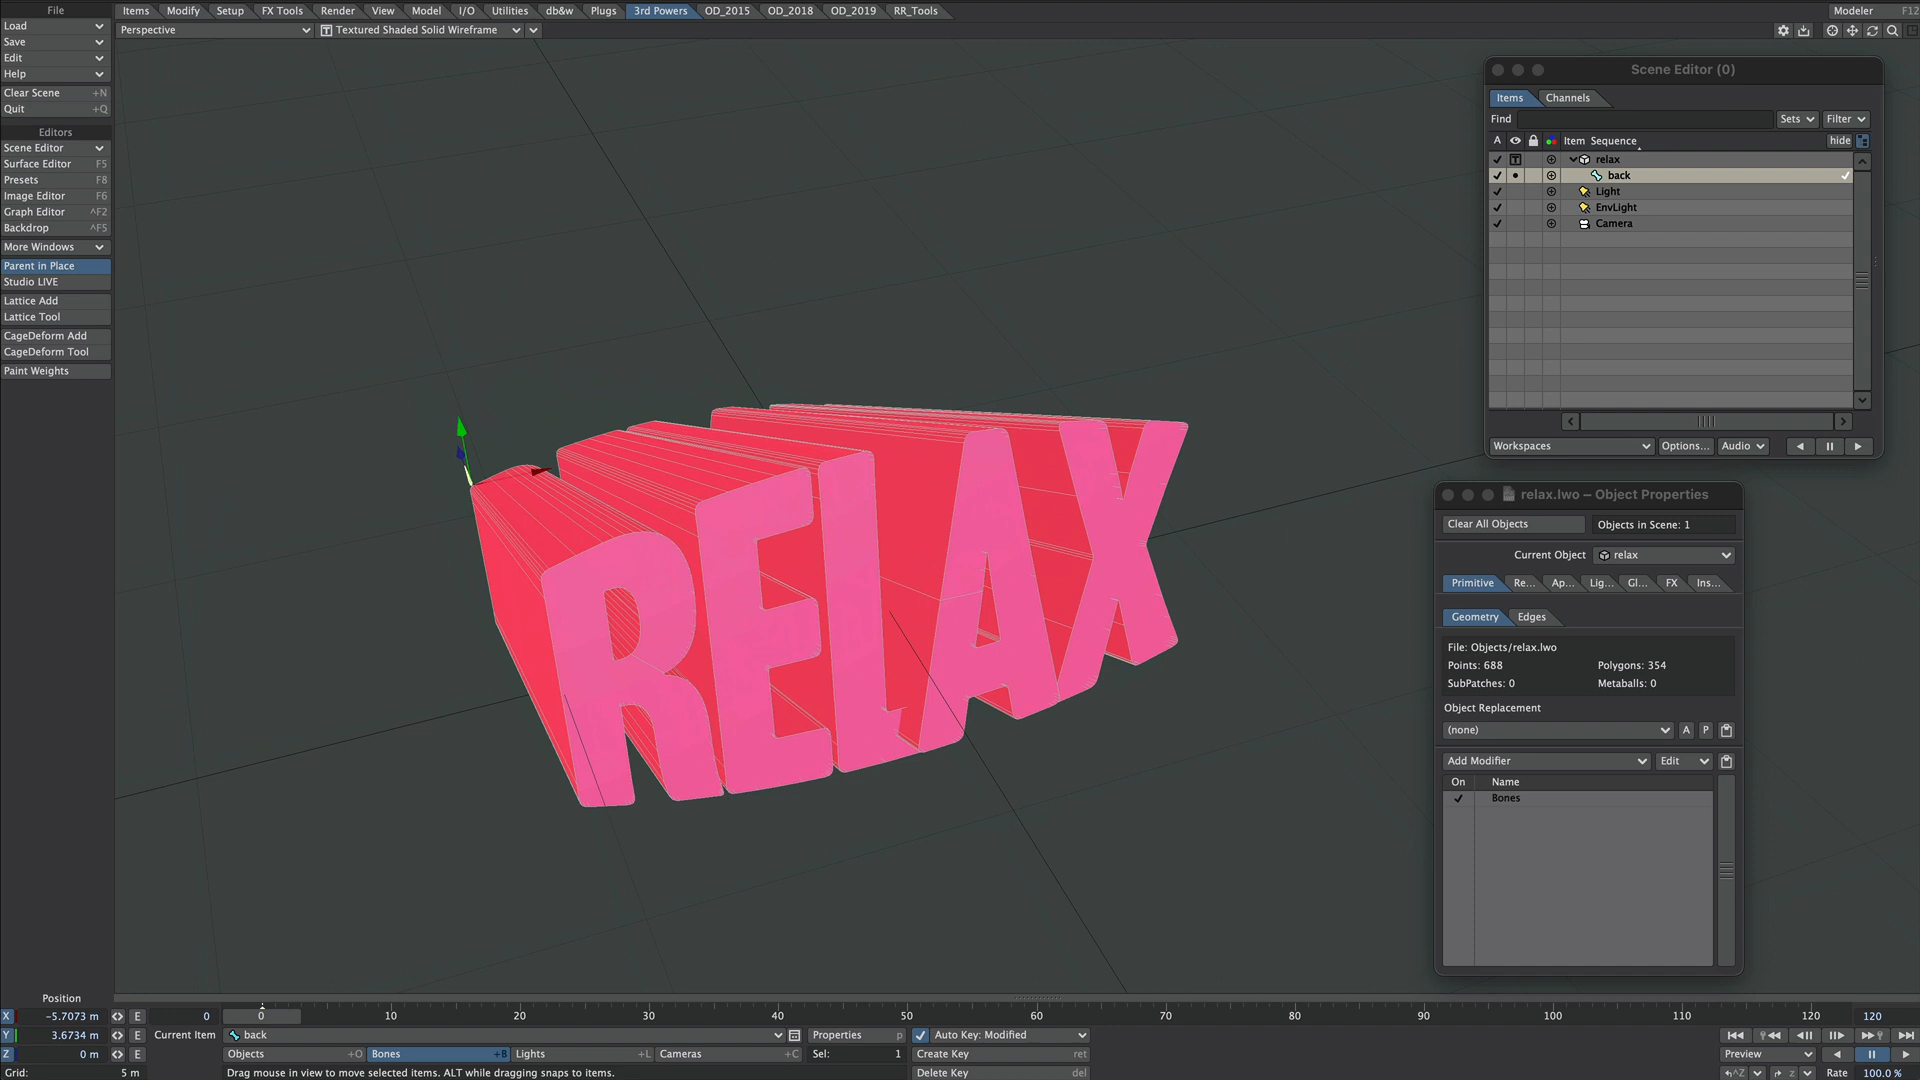 File Items Modify Setup FX Tools Render View Model I/O Utilities db&w Plugs 3rd Powers OD_2015 OD_2018 OD_2019 RR_Tools Modeler F12
Load
Perspective T Textured Shaded Solid Wireframe
Save
Edit
Help
Clear Scene +N
Quit +Q
Editors
Scene Editor
Surface Editor F5
Presets F8
Image Editor F6
Graph Editor ^F2
Backdrop ^F5
More Windows
Parent in Place
Studio LIVE
Lattice Add
Lattice Tool
CageDeform Add
CageDeform Tool
Paint Weights
Scene Editor (0)
Items Channels
Find Sets Filter
A Item Sequence hide
T relax
back
Light
EnvLight
Camera
Workspaces Options... Audio
RELAX
relax.lwo – Object Properties
Clear All Objects Objects in Scene: 1
Current Object relax
Primitive Re... Ap... Lig... Gl... FX Ins...
Geometry Edges
File: Objects/relax.lwo
Points: 688 Polygons: 354
SubPatches: 0 Metaballs: 0
Object Replacement
(none) A P
Add Modifier Edit
On Name
Bones
Position
X -5.7073 m E 0 0 10 20 30 40 50 60 70 80 90 100 110 120 120
Y 3.6734 m E Current Item back Properties p Auto Key: Modified
Z 0 m E Objects +O Bones +B Lights +L Cameras +C Sel: 1 Create Key ret Preview
Grid: 5 m Drag mouse in view to move selected items. ALT while dragging snaps to items. Delete Key del ^Z z Rate 100.0 %